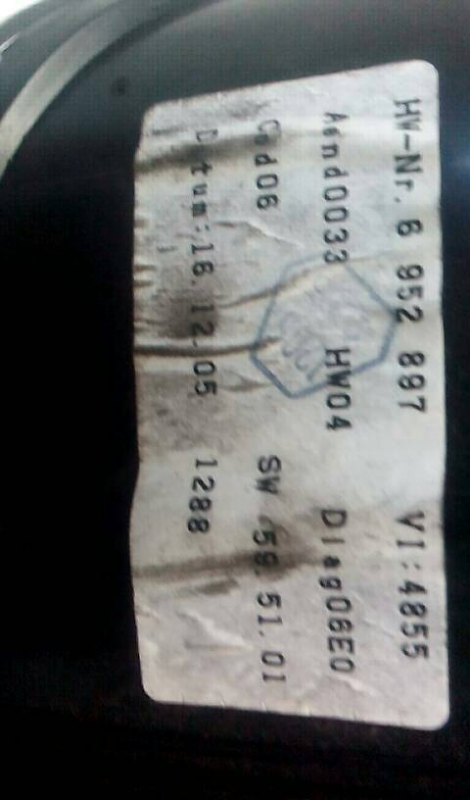 HW-Nr. 6 952 897 VI:4855
Aend0033 HW04 Diag06E0
Cod06 SW 59.51.01
Datum:16.12.05 1288